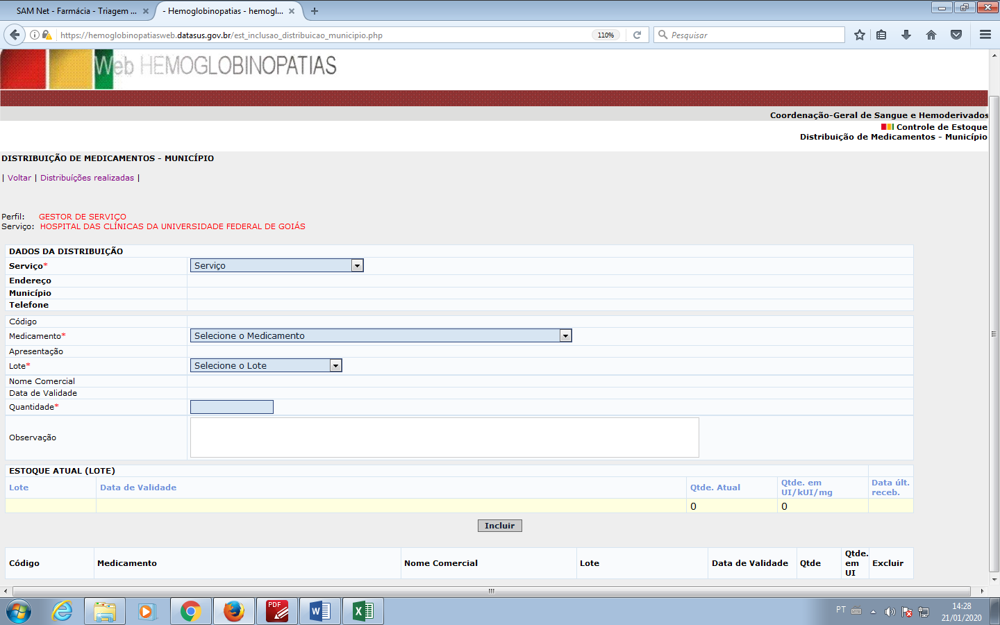 SAM Net - Farmácia - Triagem ...
- Hemoglobinopatias - hemogl...
https://hemoglobinopatiasweb.datasus.gov.br/est_inclusao_distribuicao_municipio.php
110%
Pesquisar
Web HEMOGLOBINOPATIAS
Coordenação-Geral de Sangue e Hemoderivados
Controle de Estoque
Distribuição de Medicamentos - Município
DISTRIBUIÇÃO DE MEDICAMENTOS - MUNICÍPIO
| Voltar | Distribuíções realizadas |
Perfil: GESTOR DE SERVIÇO
Serviço: HOSPITAL DAS CLÍNICAS DA UNIVERSIDADE FEDERAL DE GOIÁS
DADOS DA DISTRIBUIÇÃO
Serviço* Serviço
Endereço
Município
Telefone
Código
Medicamento* Selecione o Medicamento
Apresentação
Lote* Selecione o Lote
Nome Comercial
Data de Validade
Quantidade*
Observação
ESTOQUE ATUAL (LOTE)
Lote Data de Validade Qtde. Atual Qtde. em UI/kUI/mg Data últ. receb.
0 0
Incluir
Código Medicamento Nome Comercial Lote Data de Validade Qtde Qtde. em UI Excluir
PDF
PT
14:28
21/01/2020